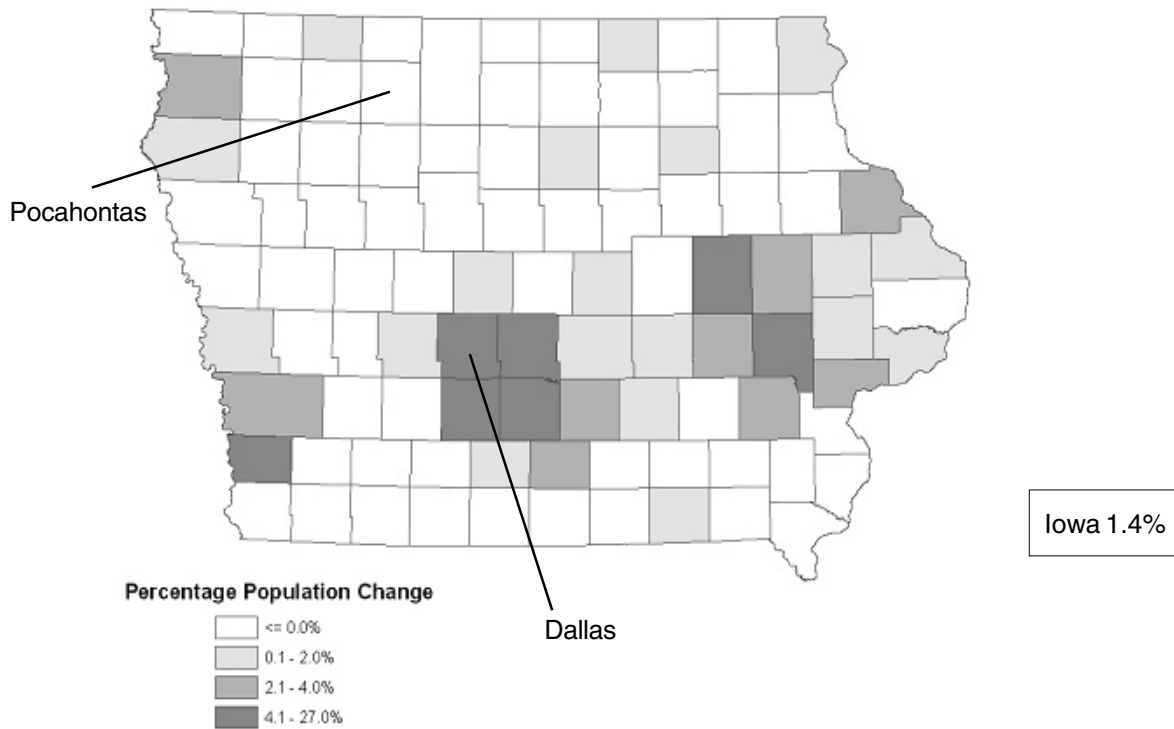 Pocahontas
Iowa 1.4%
Percentage Population Change
<= 0.0%
0.1 - 2.0%
2.1 - 4.0%
4.1 - 27.0%
Dallas